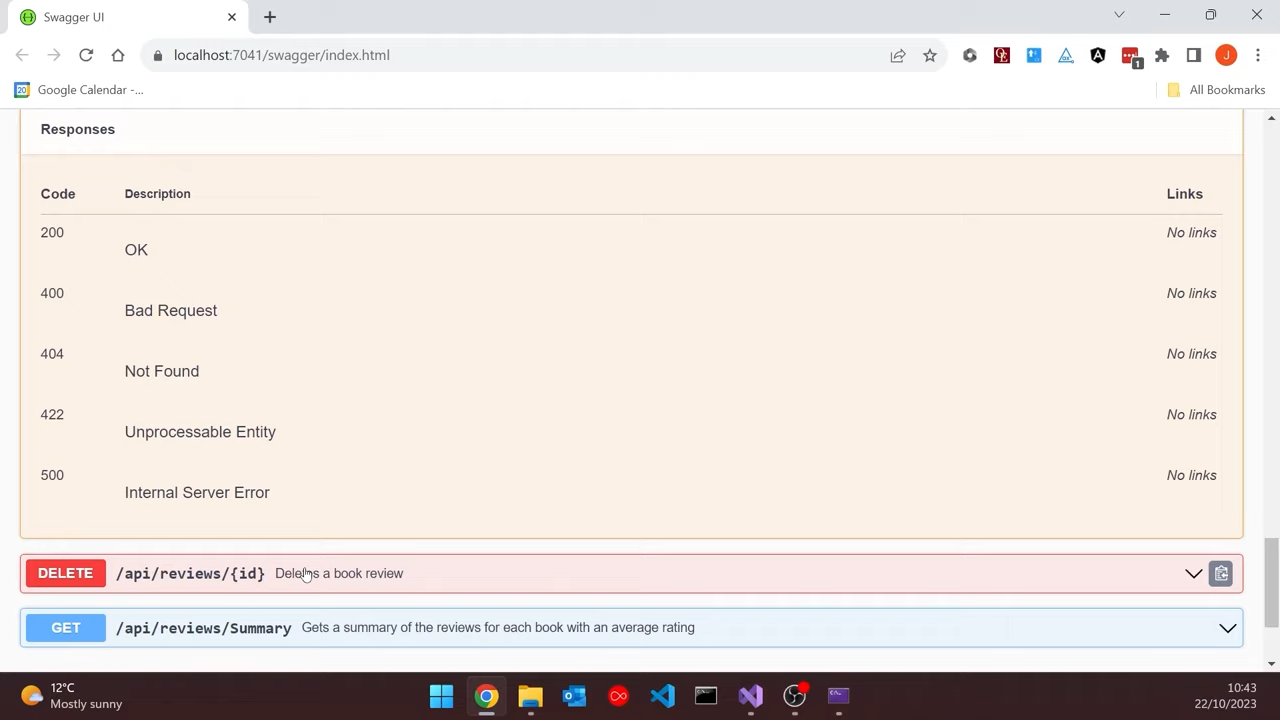 Swagger UI
localhost:7041/swagger/index.html
J
1
20
Google Calendar -...
All Bookmarks
Responses
Code Description Links
200 No links
OK
400 No links
Bad Request
404 No links
Not Found
422 No links
Unprocessable Entity
500 No links
Internal Server Error
DELETE /api/reviews/{id} Deletes a book review
GET /api/reviews/Summary Gets a summary of the reviews for each book with an average rating
12°C
Mostly sunny
10:43
22/10/2023